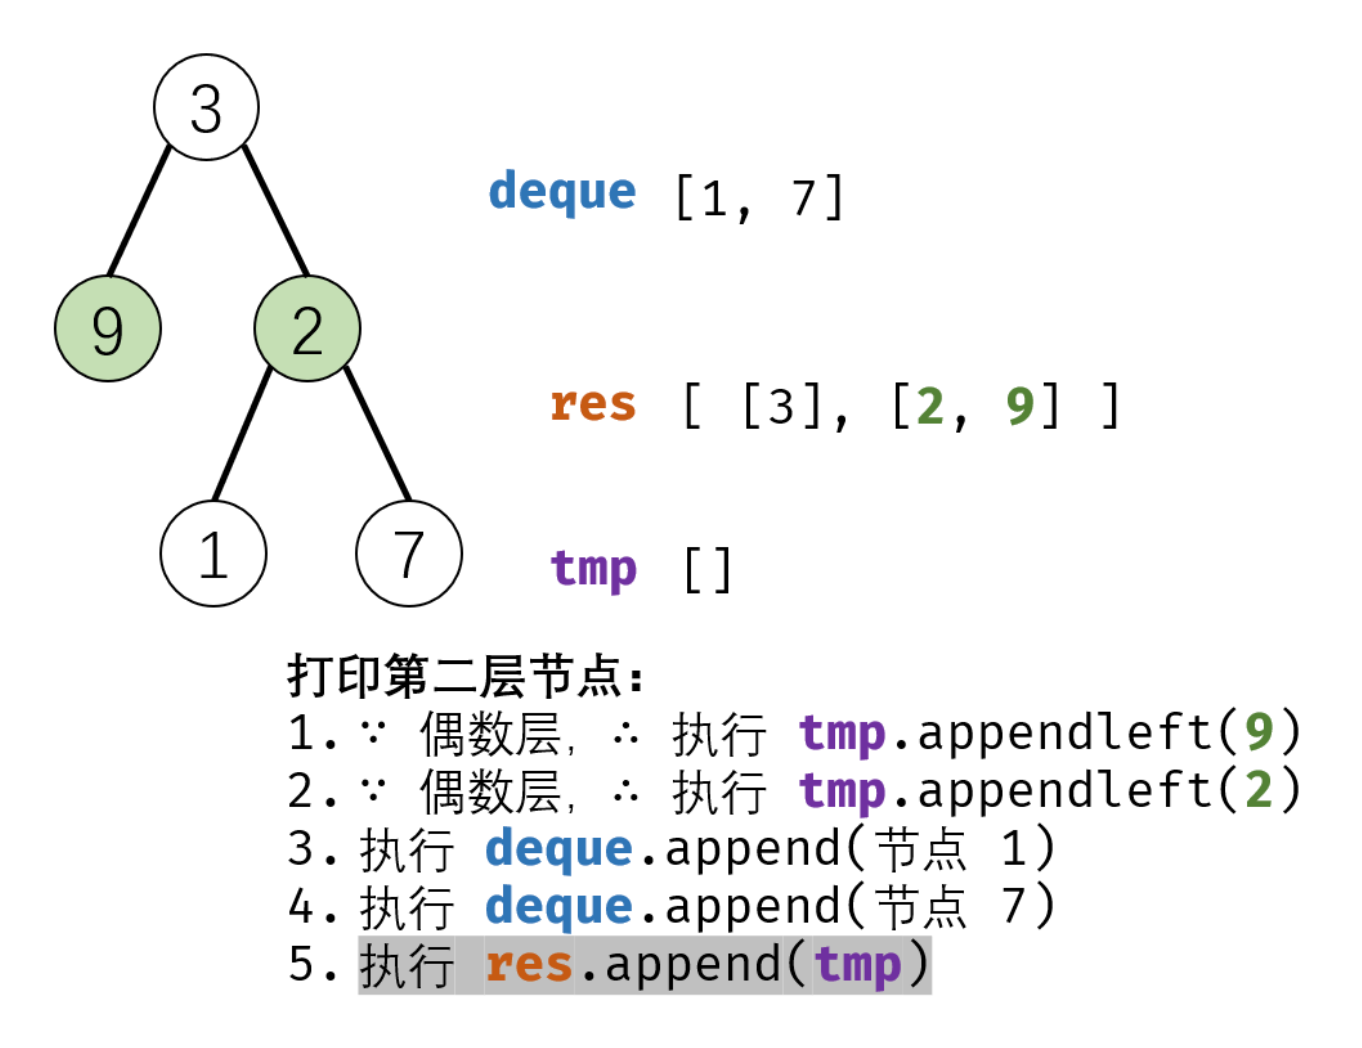 3
deque [1, 7]
9
2
res [ [3], [2, 9] ]
1
7
tmp []
打印第二层节点:
1. ∵ 偶数层, ∴ 执行 tmp.appendleft(9)
2. ∵ 偶数层, ∴ 执行 tmp.appendleft(2)
3. 执行 deque.append(节点 1)
4. 执行 deque.append(节点 7)
5. 执行 res.append(tmp)